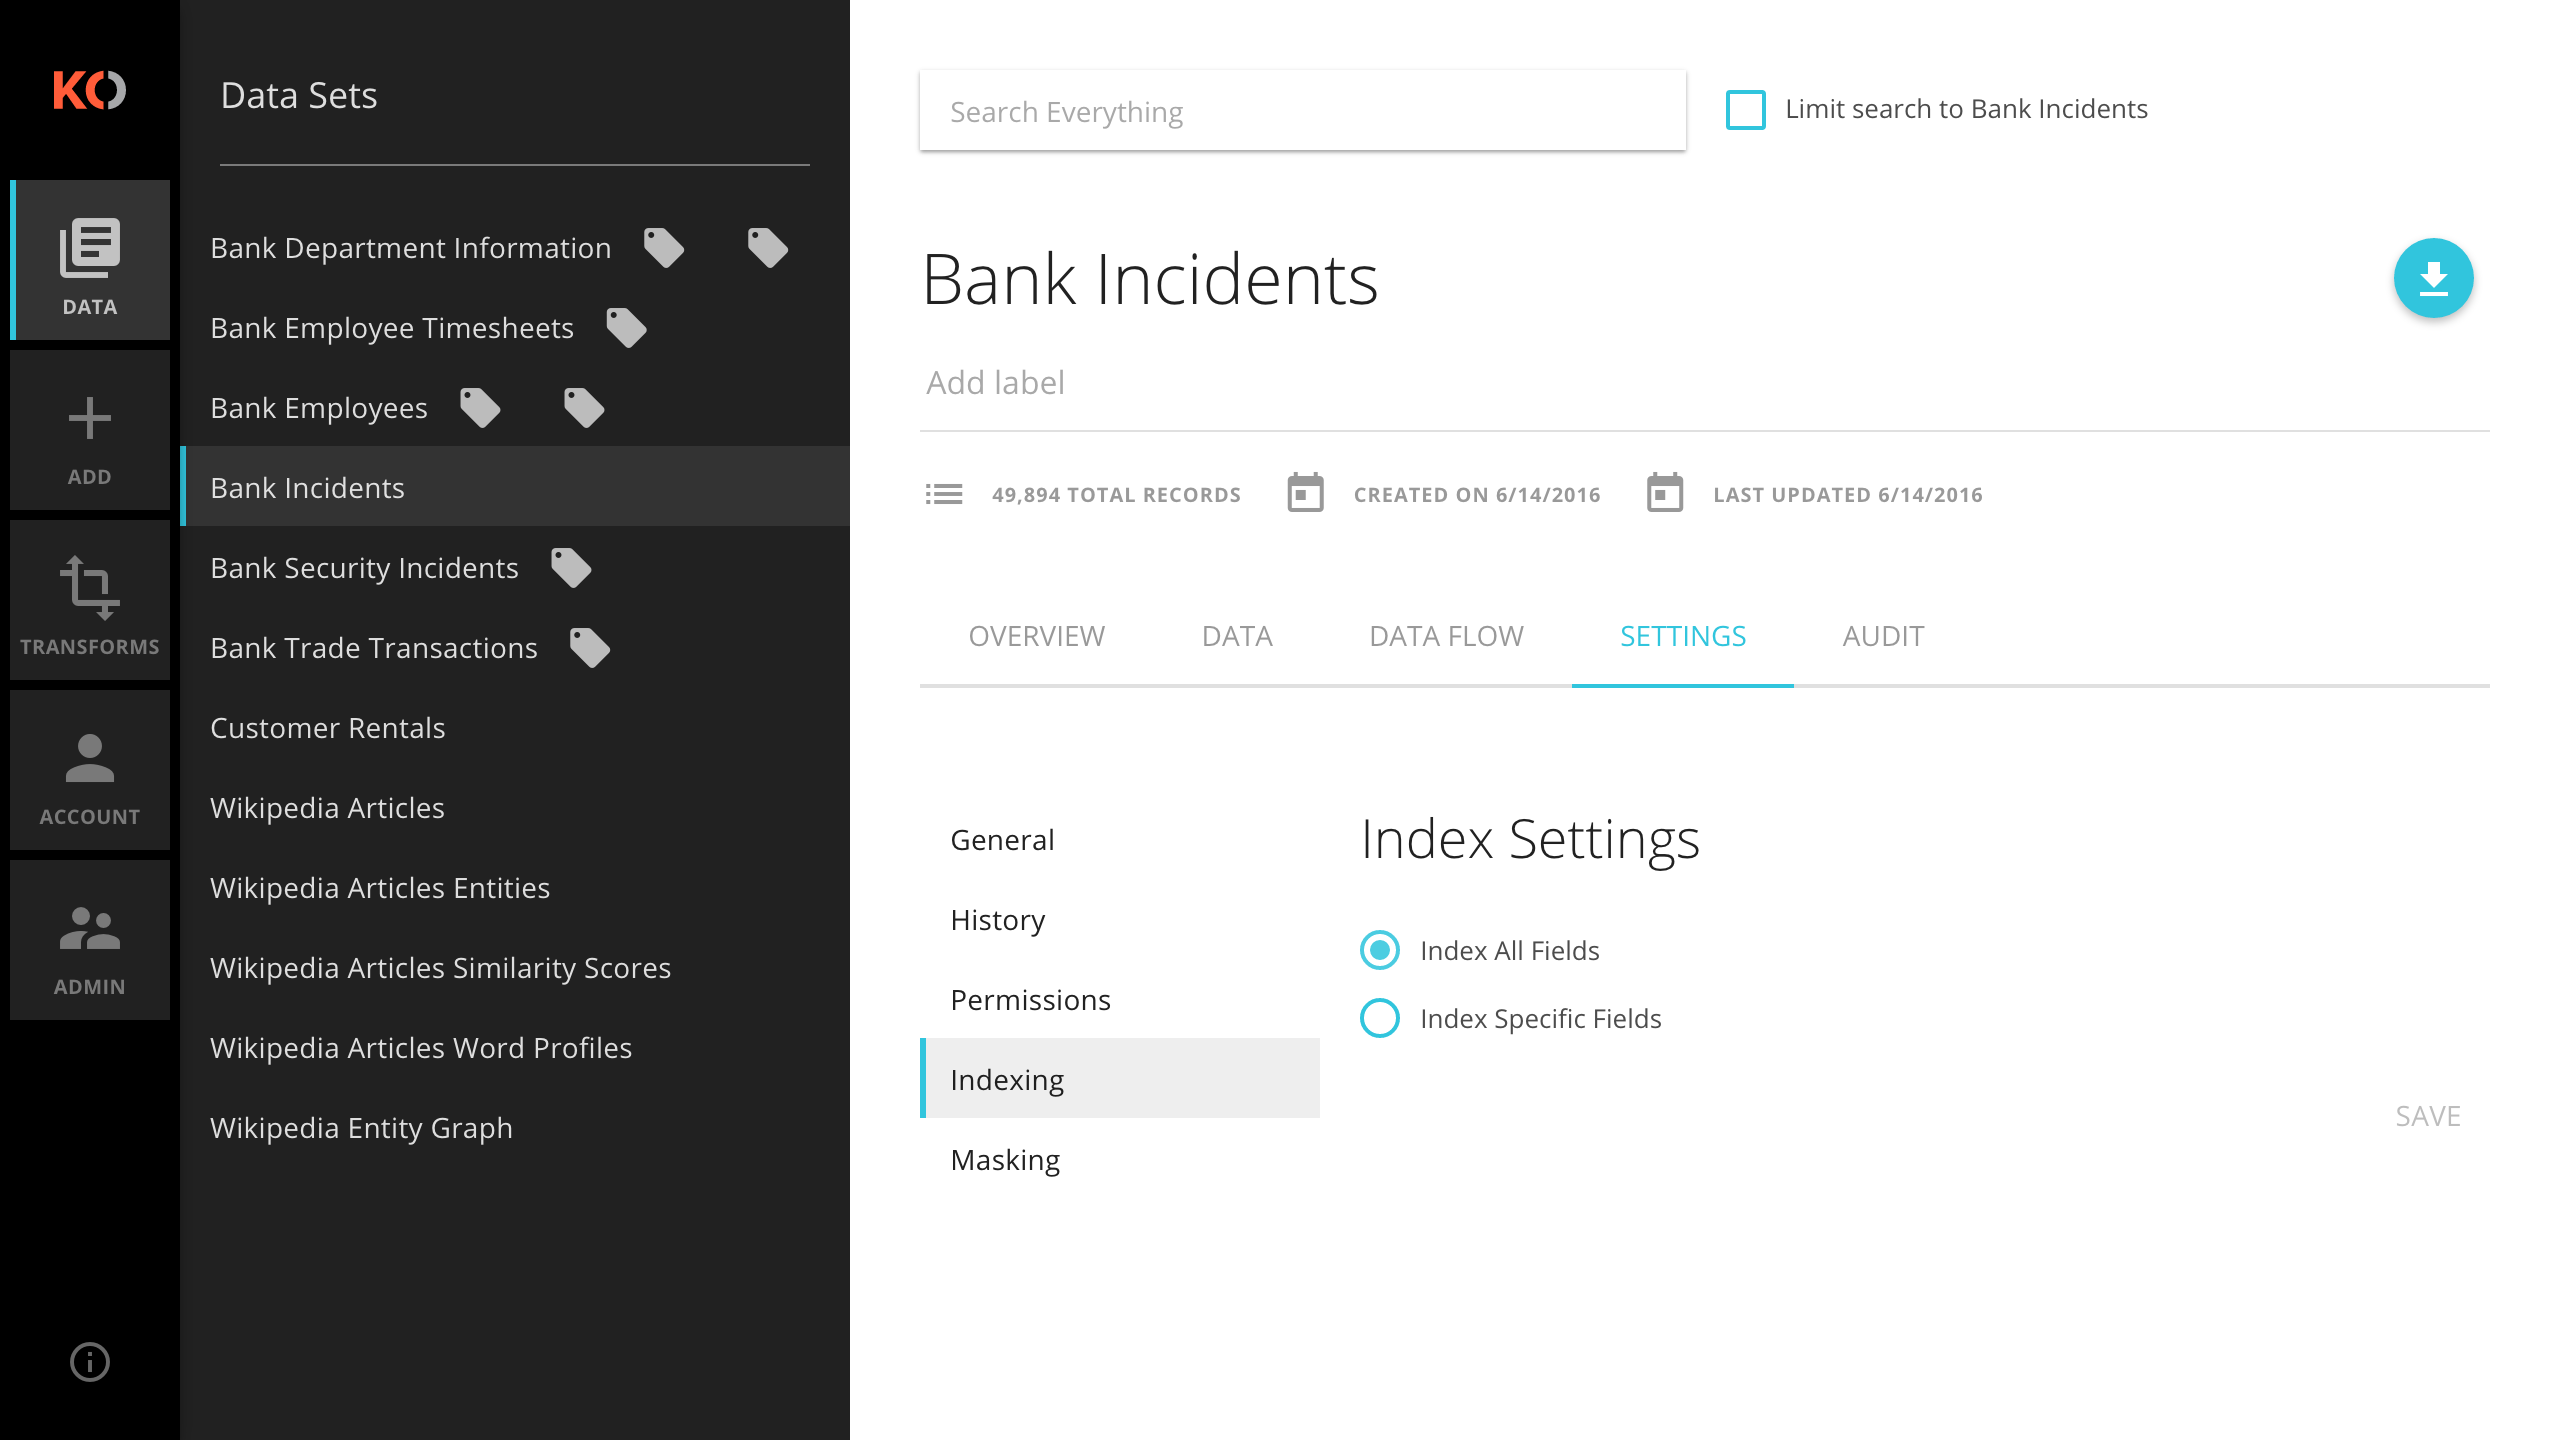 KO
DATA
ADD
TRANSFORMS
ACCOUNT
ADMIN
Data Sets
Bank Department Information
Bank Employee Timesheets
Bank Employees
Bank Incidents
Bank Security Incidents
Bank Trade Transactions
Customer Rentals
Wikipedia Articles
Wikipedia Articles Entities
Wikipedia Articles Similarity Scores
Wikipedia Articles Word Profiles
Wikipedia Entity Graph
Search Everything
Limit search to Bank Incidents
Bank Incidents
Add label
49,894 TOTAL RECORDS
CREATED ON 6/14/2016
LAST UPDATED 6/14/2016
OVERVIEW
DATA
DATA FLOW
SETTINGS
AUDIT
General
History
Permissions
Indexing
Masking
Index Settings
Index All Fields
Index Specific Fields
SAVE